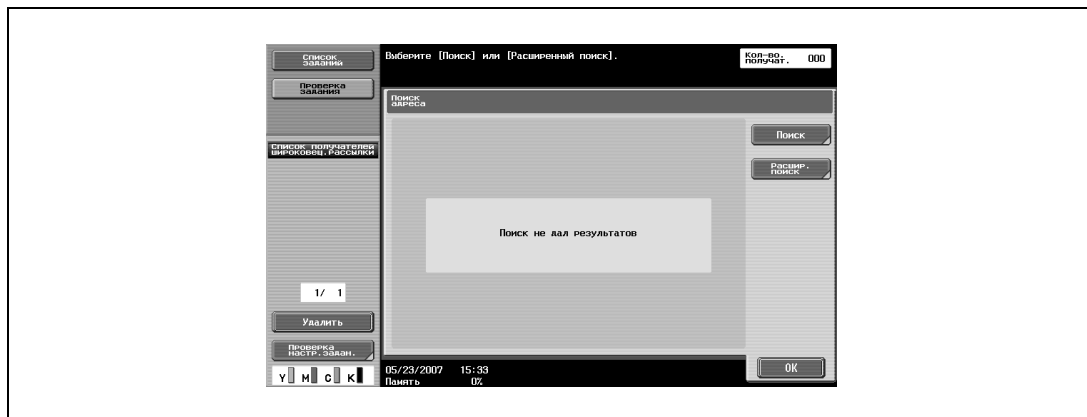 Список
заданий
Проверка
задания
Список получателей
широковещ.рассылки
1/ 1
Удалить
Проверка
настр.задан.
Y M C K
Выберите [Поиск] или [Расширенный поиск].
Кол-во.
получат. 000
Поиск
адреса
Поиск не дал результатов
Поиск
Расшир.
поиск
05/23/2007 15:33
Память 0%
OK